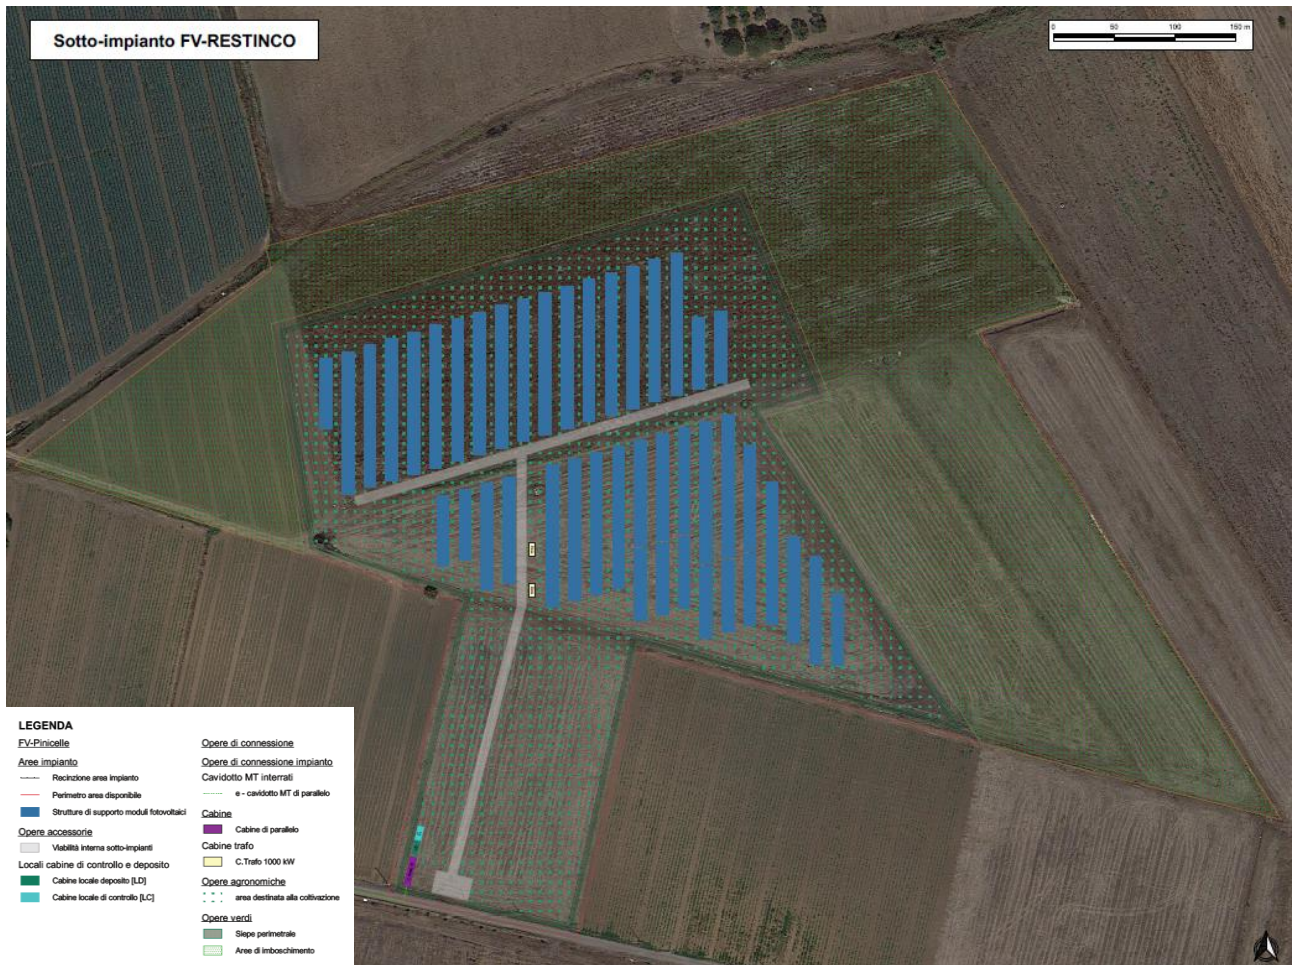 Sotto-impianto FV-RESTINCO
0 50 100 150 m
LEGENDA
FV-Pinicelle
Aree impianto
Recinzione area impianto
Perimetro area disponibile
Strutture di supporto moduli fotovoltaici
Opere accessorie
Viabilità interna sotto-impianti
Locali cabine di controllo e deposito
Cabine locale deposito [LD]
Cabine locale di controllo [LC]
Opere di connessione
Opere di connessione impianto
Cavidotto MT interrati
e - cavidotto MT di parallelo
Cabine
Cabine di parallelo
Cabine trafo
C.Trafo 1000 kW
Opere agronomiche
area destinata alla coltivazione
Opere verdi
Siepe perimetrale
Aree di imboschimento